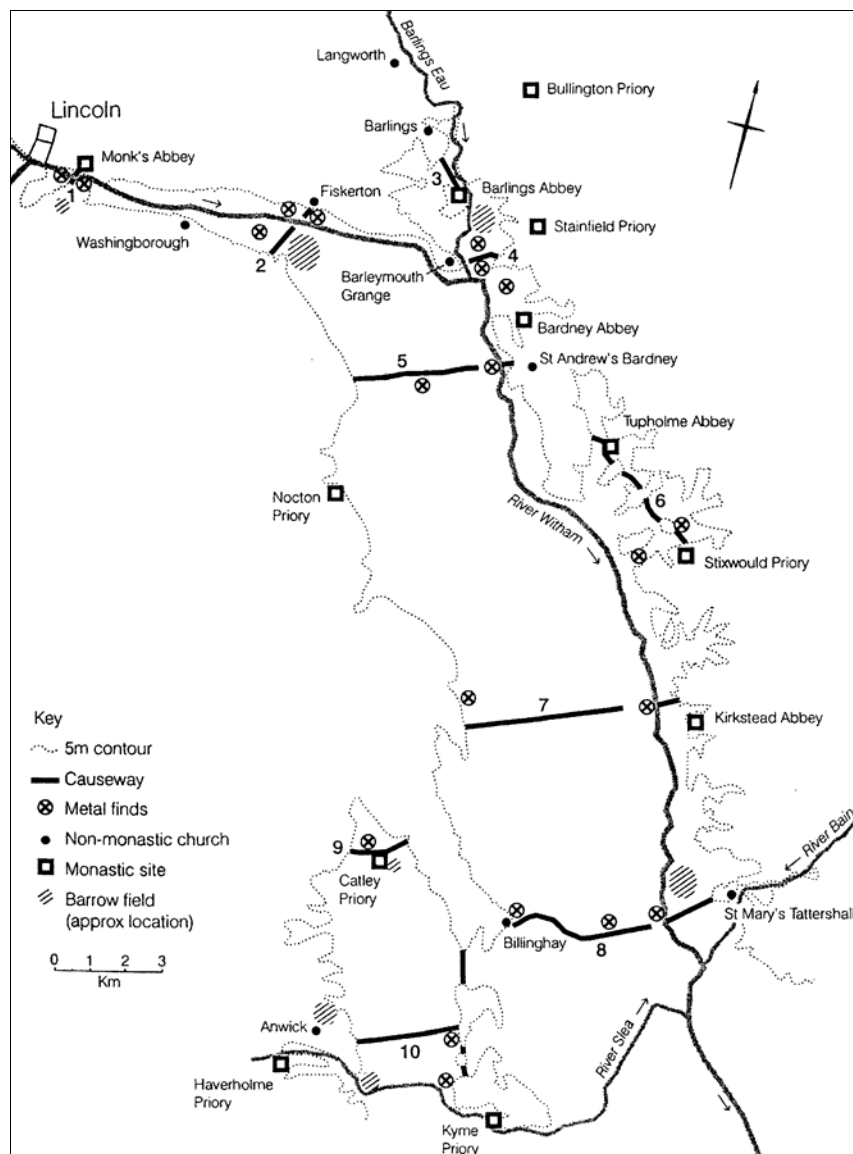 Langworth
Barlings Eau
Bullington Priory
Lincoln
Barlings
Monk's Abbey
3
Barlings Abbey
Fiskerton
1
Washingborough
Stainfield Priory
2
4
Barleymouth
Grange
Bardney Abbey
St Andrew's Bardney
5
Tupholme Abbey
Nocton
Priory
6
River Witham
Stixwould Priory
7
Kirkstead Abbey
Key
5m contour
Causeway
Metal finds
Non-monastic church
Monastic site
Barrow field
(approx location)
0 1 2 3
Km
River Bain
9
Catley
Priory
St Mary's Tattershall
Billinghay
8
Anwick
10
River Slea
Haverholme
Priory
Kyme
Priory